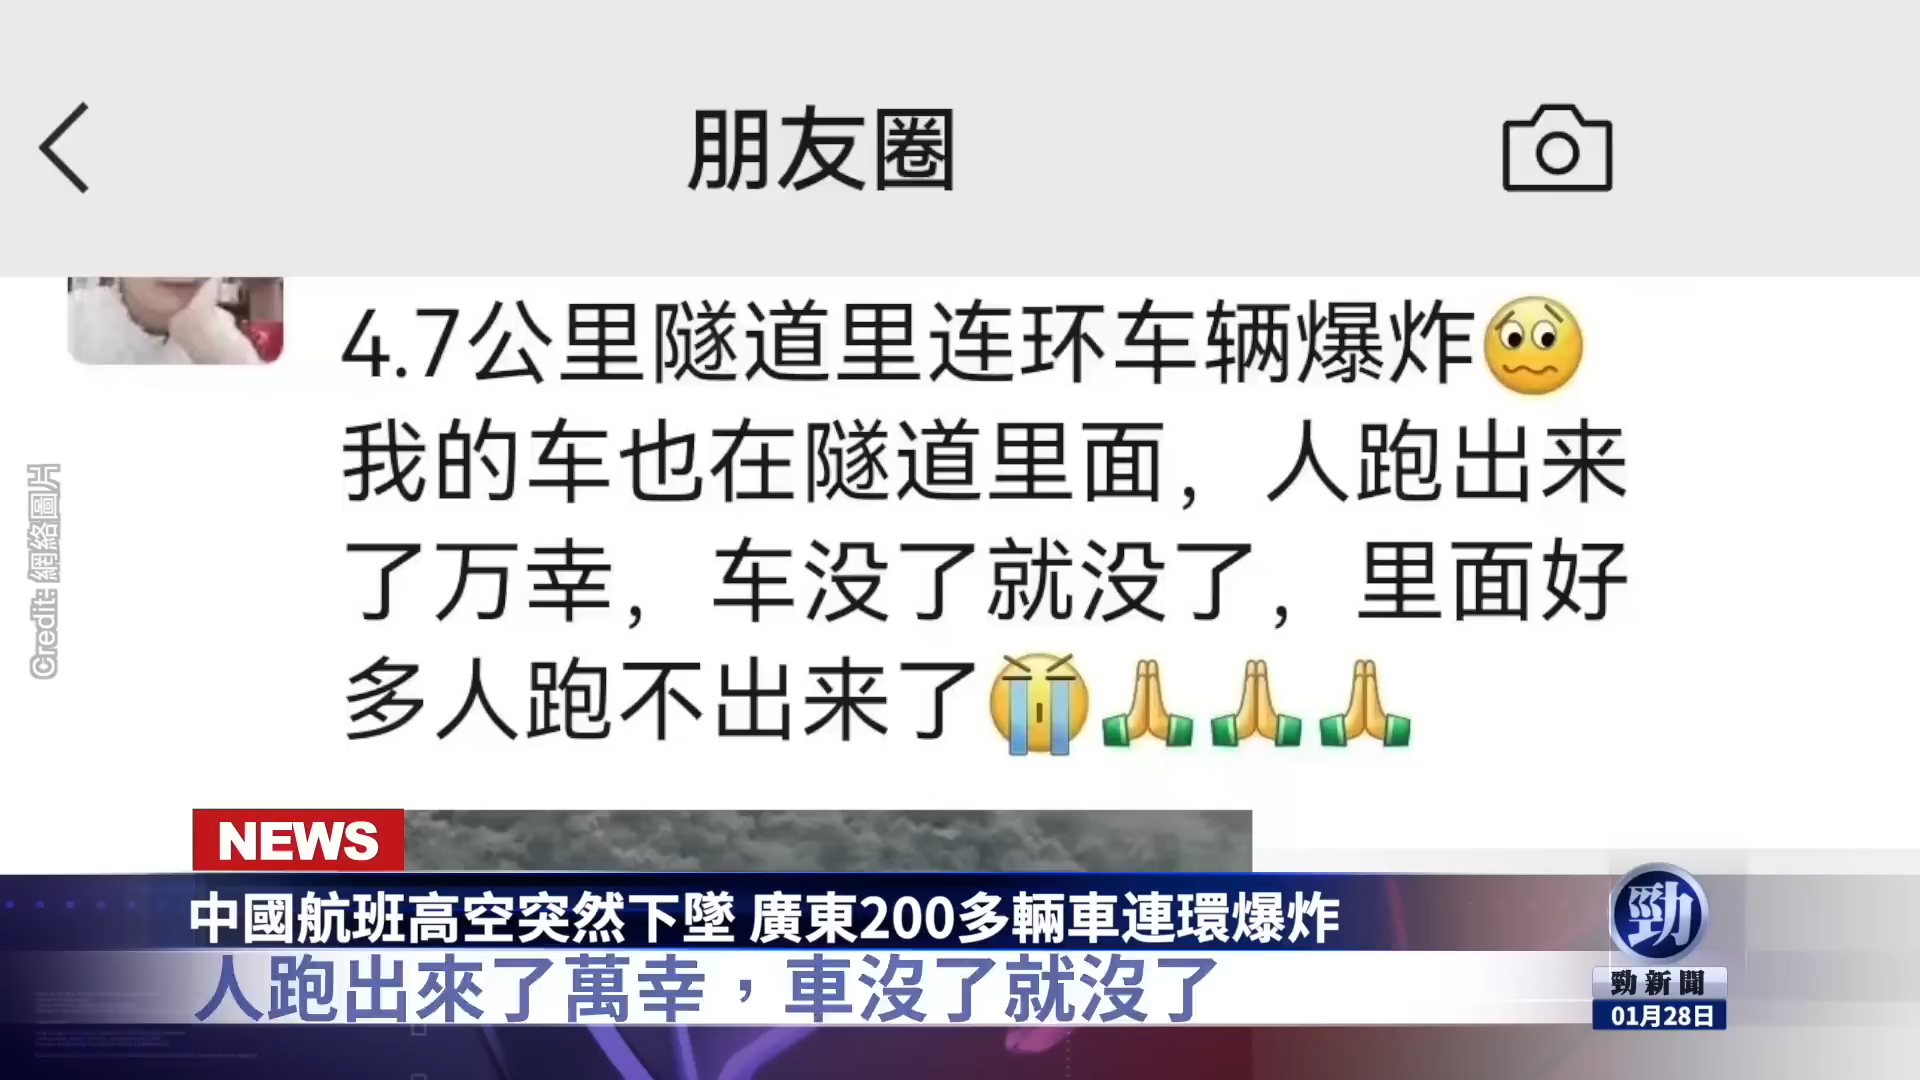 朋友圈
4.7公里隧道里连环车辆爆炸
我的车也在隧道里面，人跑出来
了万幸，车没了就没了，里面好
多人跑不出来了
Credit: 網絡圖片
NEWS
中國航班高空突然下墜 廣東200多輛車連環爆炸
人跑出來了萬幸，車沒了就沒了
勁
勁新聞
01月28日